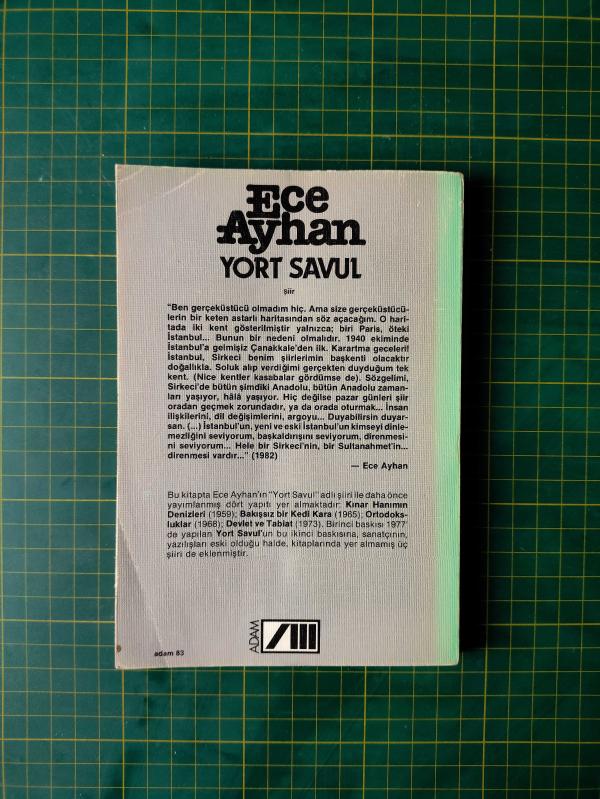 Ece
Ayhan
YORT SAVUL
şiir
"Ben gerçeküstücü olmadım hiç. Ama size gerçeküstücü-
lerin bir keten astarlı haritasından söz açacağım. O hari-
tada iki kent gösterilmiştir yalnızca; biri Paris, öteki
İstanbul... Bunun bir nedeni olmalıdır. 1940 ekiminde
İstanbul'a gelmişiz Çanakkale'den ilk. Karartma geceleri!
İstanbul, Sirkeci benim şiirlerimin başkenti olacaktır
doğallıkla. Soluk alıp verdiğimi gerçekten duyduğum tek
kent. (Nice kentler kasabalar gördümse de). Sözgelimi,
Sirkeci'de bütün şimdiki Anadolu, bütün Anadolu zaman-
ları yaşıyor, hâlâ yaşıyor. Hiç değilse pazar günleri şiir
oradan geçmek zorundadır, ya da orada oturmak... İnsan
ilişkilerini, dil değişimlerini, argoyu... Duyabilirsin duyar-
san. (...) İstanbul'un, yeni ve eski İstanbul'un kimseyi dinle-
mezliğini seviyorum, başkaldırışını seviyorum, direnmesi-
ni seviyorum... Hele bir Sirkeci'nin, bir Sultanahmet'in...
direnmesi vardır..." (1982)
— Ece Ayhan
Bu kitapta Ece Ayhan'ın "Yort Savul" adlı şiiri ile daha önce
yayımlanmış dört yapıtı yer almaktadır: Kınar Hanımın
Denizleri (1959); Bakışsız bir Kedi Kara (1965); Ortodoks-
luklar (1968); Devlet ve Tabiat (1973). Birinci baskısı 1977'
de yapılan Yort Savul'un bu ikinci baskısına, sanatçının,
yazılışları eski olduğu halde, kitaplarında yer almamış üç
şiiri de eklenmiştir.
ADAM
adam 83